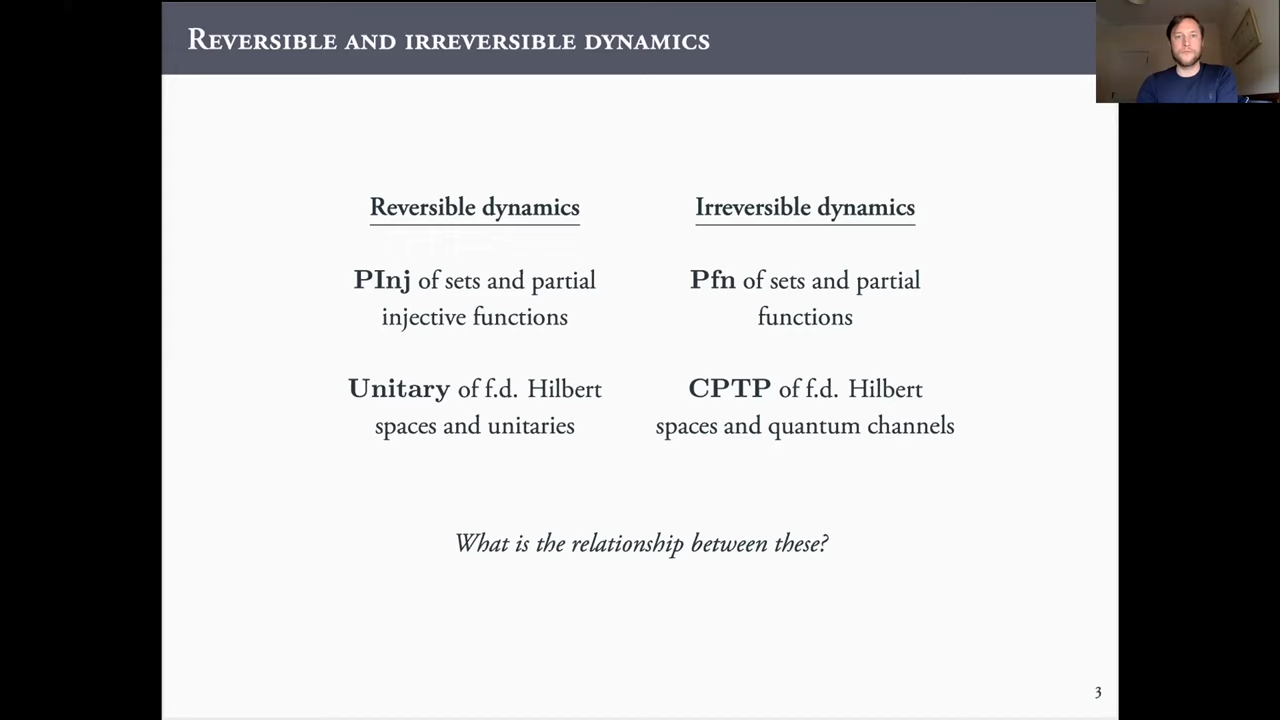 Reversible and irreversible dynamics
Reversible dynamics
PInj of sets and partial
injective functions
Unitary of f.d. Hilbert
spaces and unitaries
Irreversible dynamics
Pfn of sets and partial
functions
CPTP of f.d. Hilbert
spaces and quantum channels
What is the relationship between these?
3